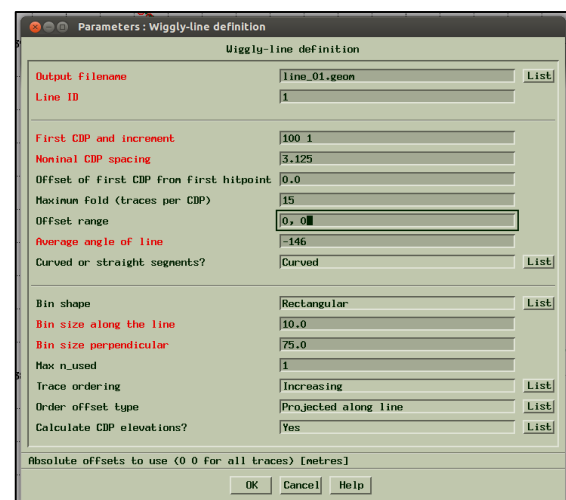 Parameters : Wiggly-line definition
Wiggly-line definition
Output filename line_01.geom List
Line ID 1
First CDP and increment 100 1
Nominal CDP spacing 3.125
Offset of first CDP from first hitpoint 0.0
Maximum fold (traces per CDP) 15
Offset range 0, 0
Average angle of line -146
Curved or straight segments? Curved List
Bin shape Rectangular List
Bin size along the line 10.0
Bin size perpendicular 75.0
Max n_used 1
Trace ordering Increasing List
Order offset type Projected along line List
Calculate CDP elevations? Yes List
Absolute offsets to use (0 0 for all traces) [metres]
OK Cancel Help